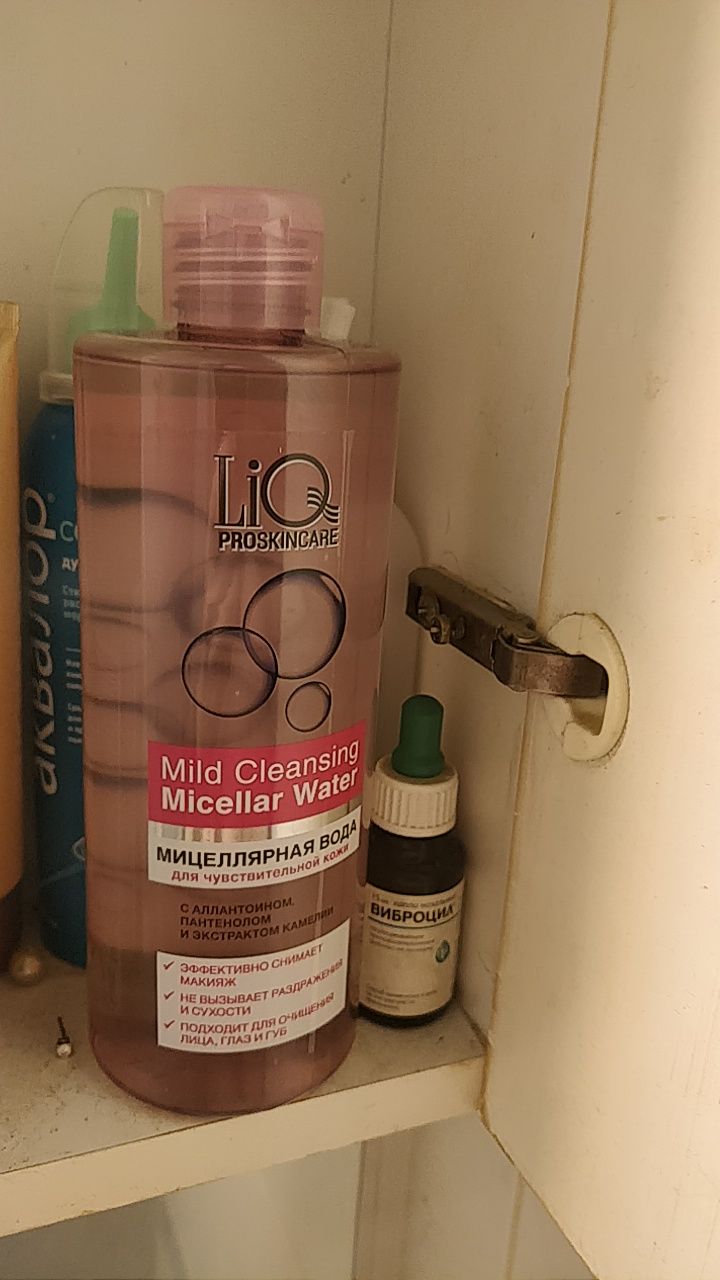 LiQ
PROSKINCARE
Mild Cleansing
Micellar Water
МИЦЕЛЛЯРНАЯ ВОДА
для чувствительной кожи
С АЛЛАНТОИНОМ,
ПАНТЕНОЛОМ
И ЭКСТРАКТОМ КАМЕЛИИ
✓ ЭФФЕКТИВНО СНИМАЕТ
МАКИЯЖ
✓ НЕ ВЫЗЫВАЕТ РАЗДРАЖЕНИЯ
И СУХОСТИ
✓ ПОДХОДИТ ДЛЯ ОЧИЩЕНИЯ
ЛИЦА, ГЛАЗ И ГУБ
аквалор®
ВИБРОЦИЛ